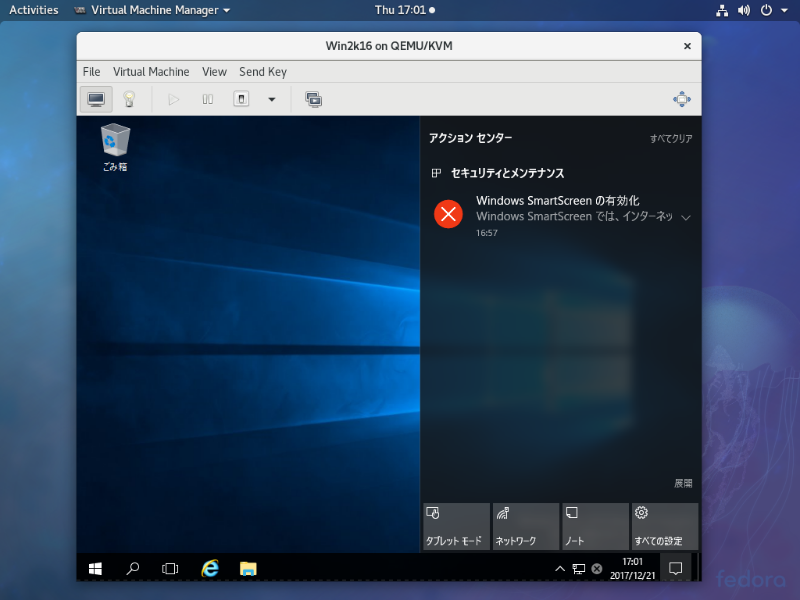 Activities
Virtual Machine Manager
Thu 17:01
Win2k16 on QEMU/KVM
File Virtual Machine View Send Key
ごみ箱
アクション センター
すべてクリア
セキュリティとメンテナンス
Windows SmartScreen の有効化
Windows SmartScreen では、インターネッ
16:57
展開
タブレット モード
ネットワーク
ノート
すべての設定
17:01
2017/12/21
fedora